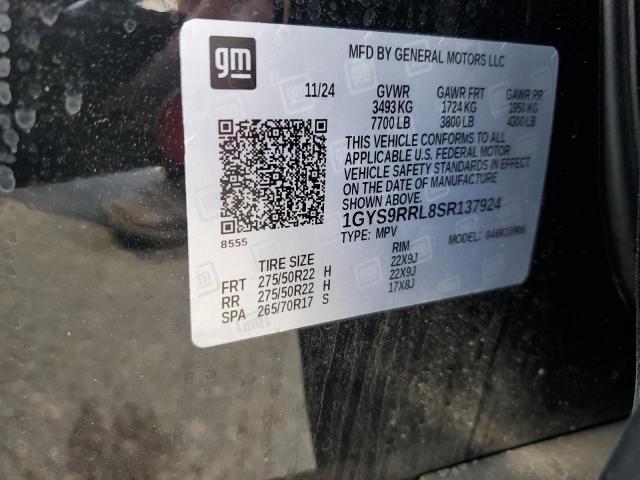 gm
MFD BY GENERAL MOTORS LLC
11/24 GVWR GAWR FRT GAWR RR
3493 KG 1724 KG 1950 KG
7700 LB 3800 LB 4300 LB
THIS VEHICLE CONFORMS TO ALL
APPLICABLE U.S. FEDERAL MOTOR
VEHICLE SAFETY STANDARDS IN EFFECT
ON THE DATE OF MANUFACTURE
SHOWN ABOVE.
1GYS9RRL8SR137924
8555 TYPE: MPV MODEL:
TIRE SIZE RIM
FRT 275/50R22 H 22X9J
RR 275/50R22 H 22X9J
SPA 265/70R17 S 17X8J